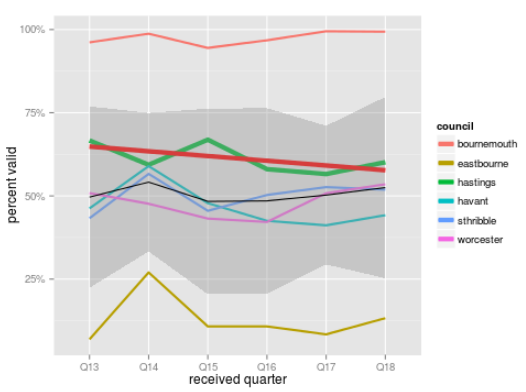 100%
75%
50%
25%
percent valid
Q13 Q14 Q15 Q16 Q17 Q18
received quarter
council
bournemouth
eastbourne
hastings
havant
sthribble
worcester